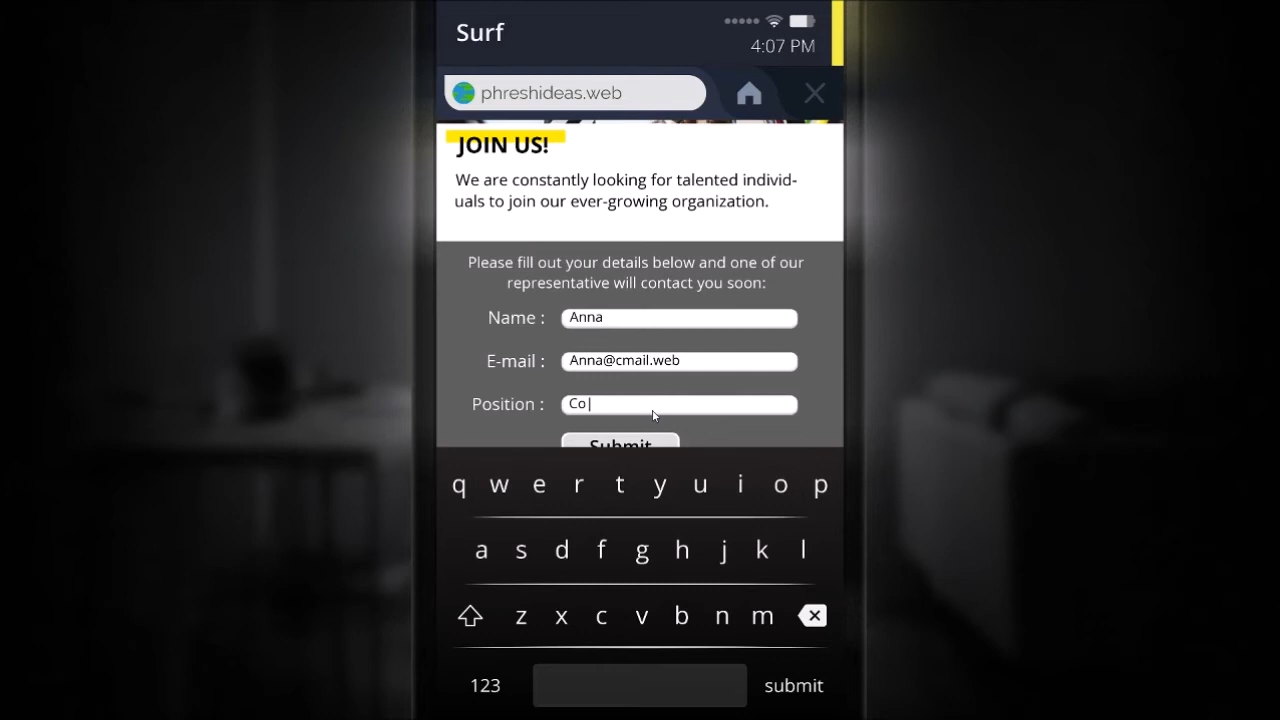 Surf
4:07 PM
phreshideas.web
JOIN US!
We are constantly looking for talented individ-
uals to join our ever-growing organization.
Please fill out your details below and one of our
representative will contact you soon:
Name : Anna
E-mail : Anna@cmail.web
Position : Co
Submit
q w e r t y u i o p
a s d f g h j k l
z x c v b n m
123 submit